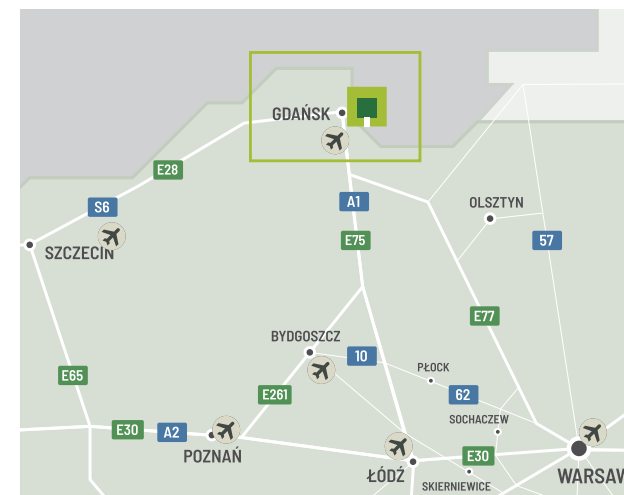 GDAŃSK
E28
S6
A1
OLSZTYN
SZCZECIN
E75
57
E77
BYDGOSZCZ
10
PŁOCK
E65
E261
62
SOCHACZEW
E30
A2
POZNAŃ
E30
ŁÓDŹ
WARSAW
SKIERNIEWICE